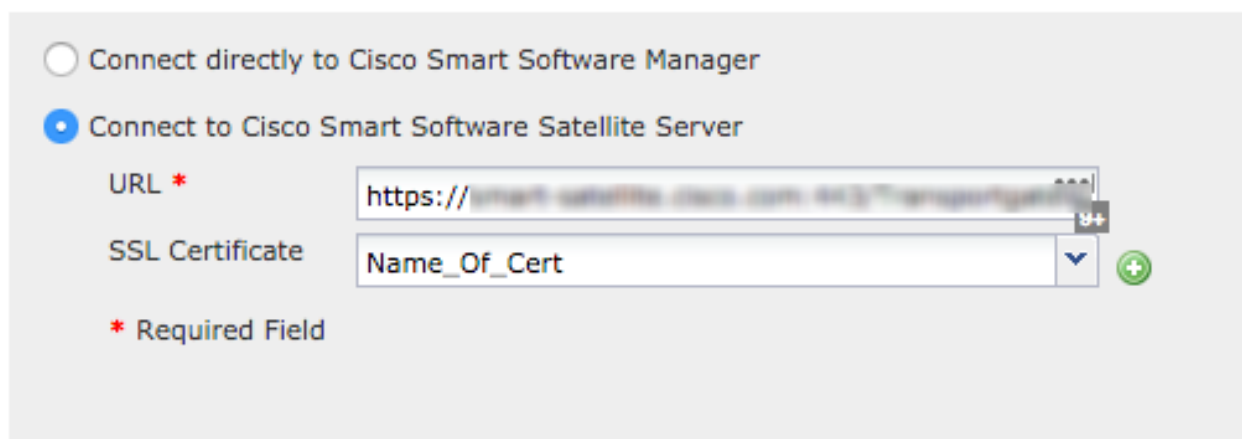 Connect directly to Cisco Smart Software Manager
Connect to Cisco Smart Software Satellite Server
URL *
https://
SSL Certificate
Name_Of_Cert
* Required Field